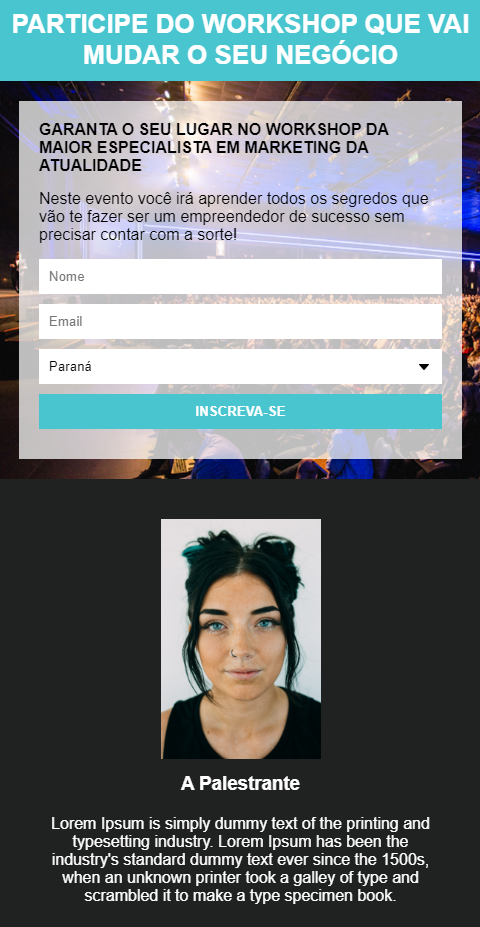 PARTICIPE DO WORKSHOP QUE VAI
MUDAR O SEU NEGÓCIO
GARANTA O SEU LUGAR NO WORKSHOP DA
MAIOR ESPECIALISTA EM MARKETING DA
ATUALIDADE
Neste evento você irá aprender todos os segredos que
vão te fazer ser um empreendedor de sucesso sem
precisar contar com a sorte!
Nome
Email
Paraná
INSCREVA-SE
A Palestrante
Lorem Ipsum is simply dummy text of the printing and
typesetting industry. Lorem Ipsum has been the
industry's standard dummy text ever since the 1500s,
when an unknown printer took a galley of type and
scrambled it to make a type specimen book.